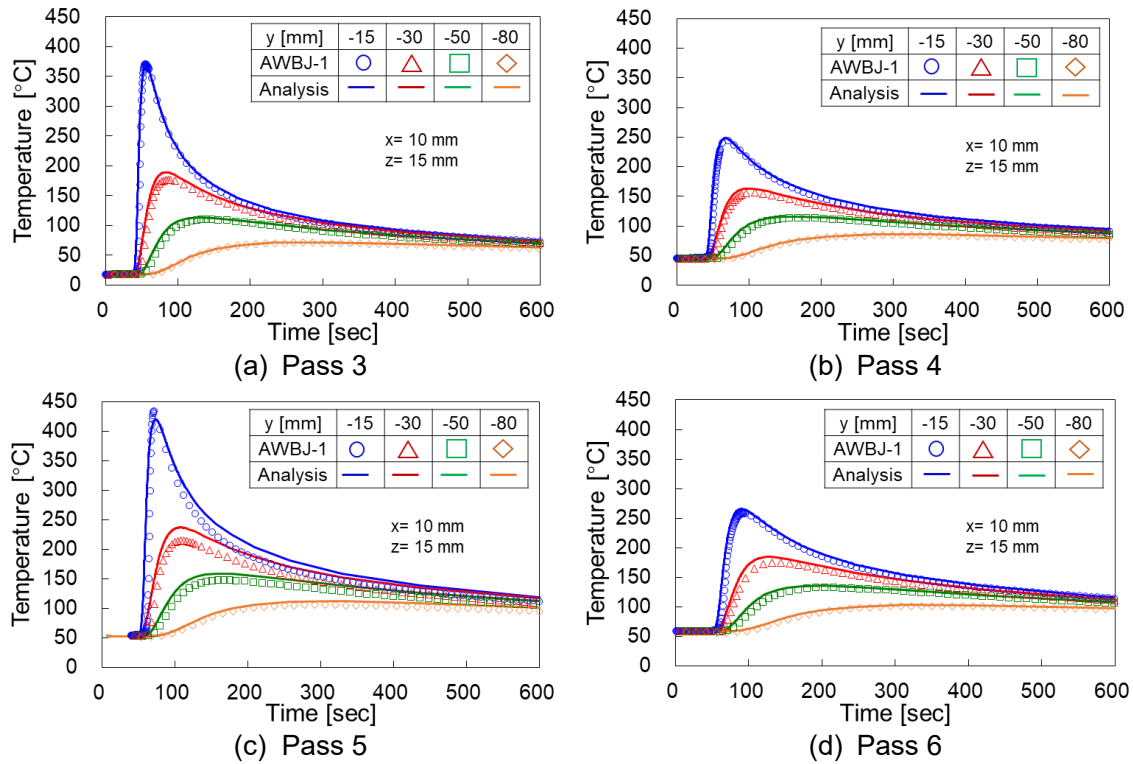 450
400
350
300
250
200
150
100
50
0
Temperature [°C]
y [mm] -15 -30 -50 -80
AWBJ-1
Analysis
x= 10 mm
z= 15 mm
0 100 200 300 400 500 600
Time [sec]
(a) Pass 3
450
400
350
300
250
200
150
100
50
0
Temperature [°C]
y [mm] -15 -30 -50 -80
AWBJ-1
Analysis
x= 10 mm
z= 15 mm
0 100 200 300 400 500 600
Time [sec]
(b) Pass 4
450
400
350
300
250
200
150
100
50
0
Temperature [°C]
y [mm] -15 -30 -50 -80
AWBJ-1
Analysis
x= 10 mm
z= 15 mm
0 100 200 300 400 500 600
Time [sec]
(c) Pass 5
450
400
350
300
250
200
150
100
50
0
Temperature [°C]
y [mm] -15 -30 -50 -80
AWBJ-1
Analysis
x= 10 mm
z= 15 mm
0 100 200 300 400 500 600
Time [sec]
(d) Pass 6